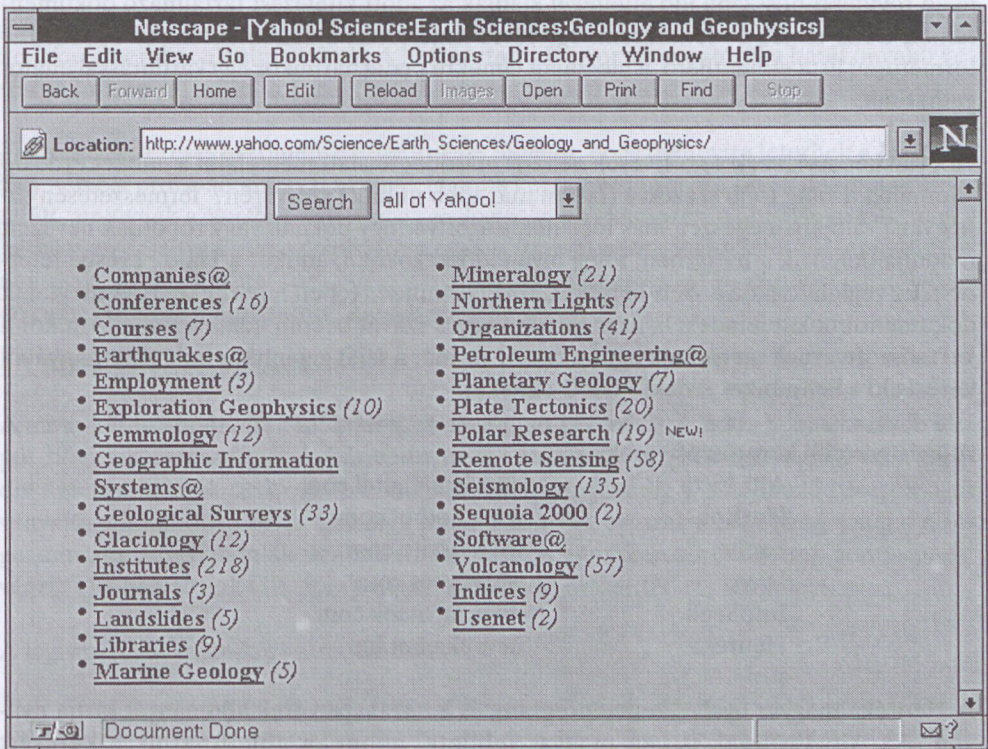 Netscape - [Yahoo! Science:Earth Sciences:Geology and Geophysics]
File Edit View Go Bookmarks Options Directory Window Help
Back Forward Home Edit Reload Images Open Print Find Stop
Location: http://www.yahoo.com/Science/Earth_Sciences/Geology_and_Geophysics/
N
Search all of Yahoo!
Companies@
Conferences (16)
Courses (7)
Earthquakes@
Employment (3)
Exploration Geophysics (10)
Gemmology (12)
Geographic Information
Systems@
Geological Surveys (33)
Glaciology (12)
Institutes (218)
Journals (3)
Landslides (5)
Libraries (9)
Marine Geology (5)
Mineralogy (21)
Northern Lights (7)
Organizations (41)
Petroleum Engineering@
Planetary Geology (7)
Plate Tectonics (20)
Polar Research (19) NEW!
Remote Sensing (58)
Seismology (135)
Sequoia 2000 (2)
Software@
Volcanology (57)
Indices (9)
Usenet (2)
Document: Done
?